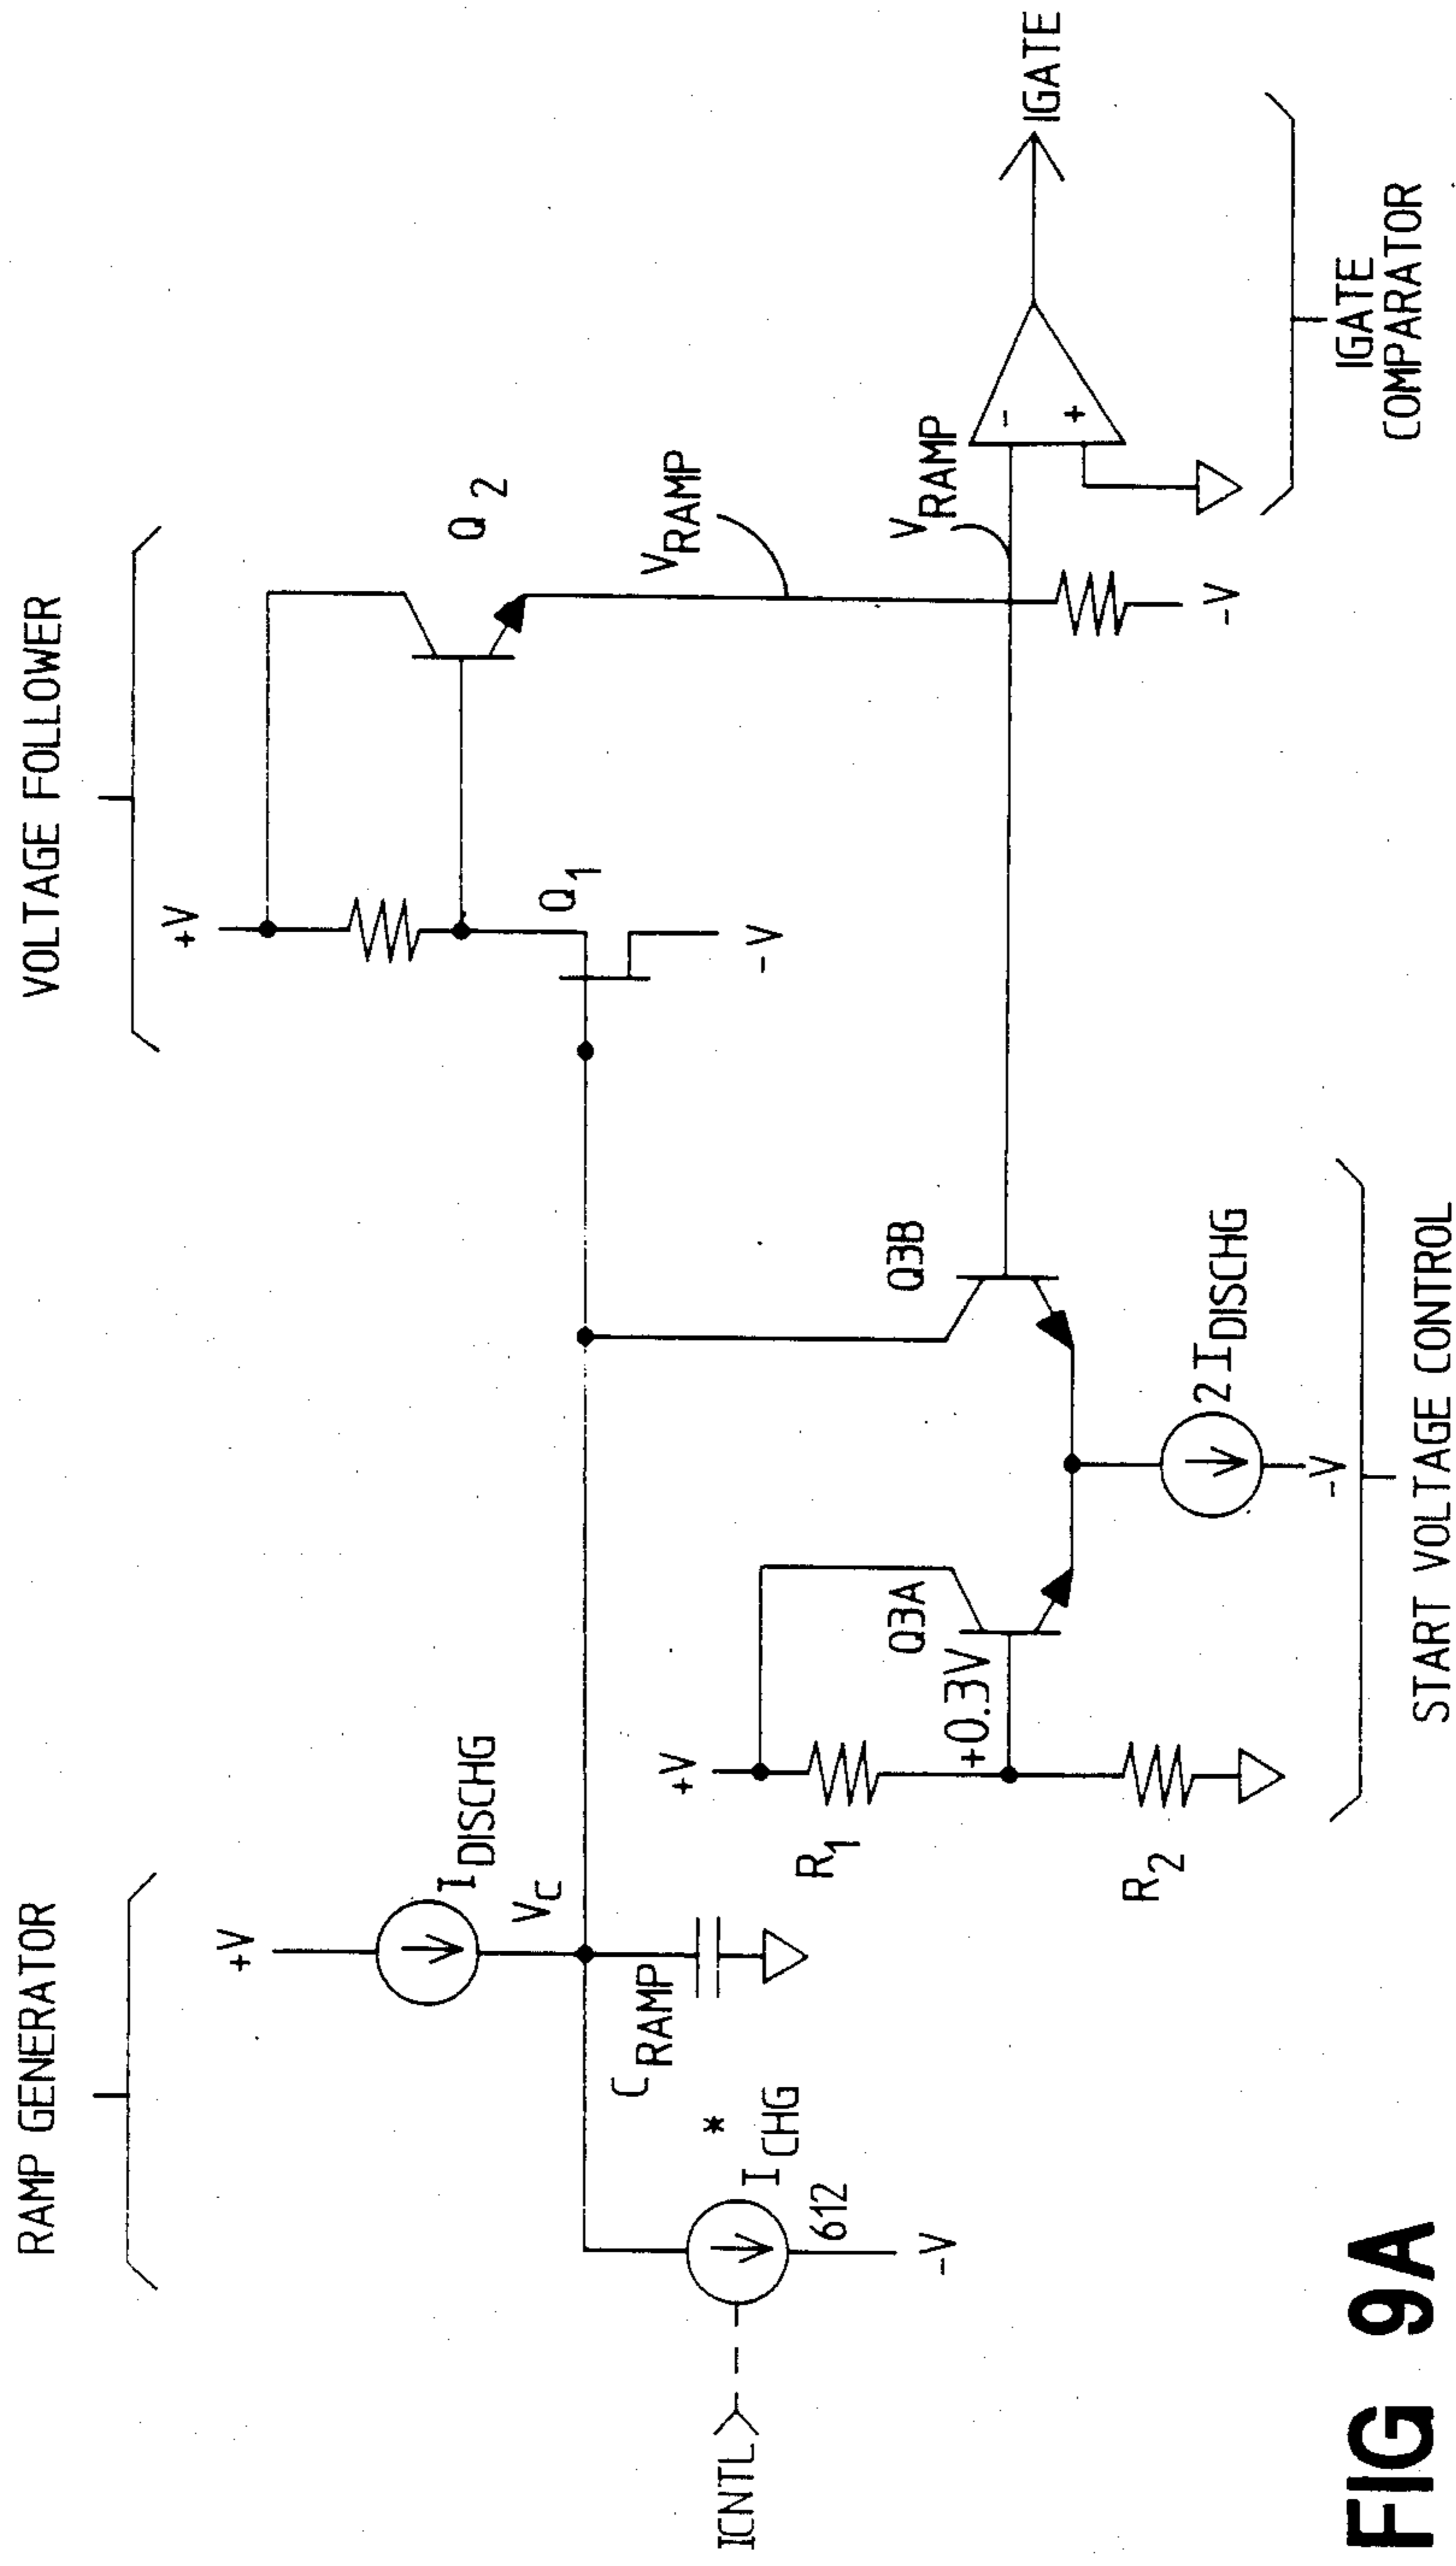 RAMP GENERATOR
VOLTAGE FOLLOWER
+V
IDISCHG
VC
CRAMP
ICNTL
*
ICHG
612
-V
+V
Q1
-V
Q2
VRAMP
+V
R1
+0.3V
R2
Q3A
Q3B
2 IDISCHG
-V
VRAMP
-V
-
+
IGATE
START VOLTAGE CONTROL
IGATE
COMPARATOR
FIG 9A